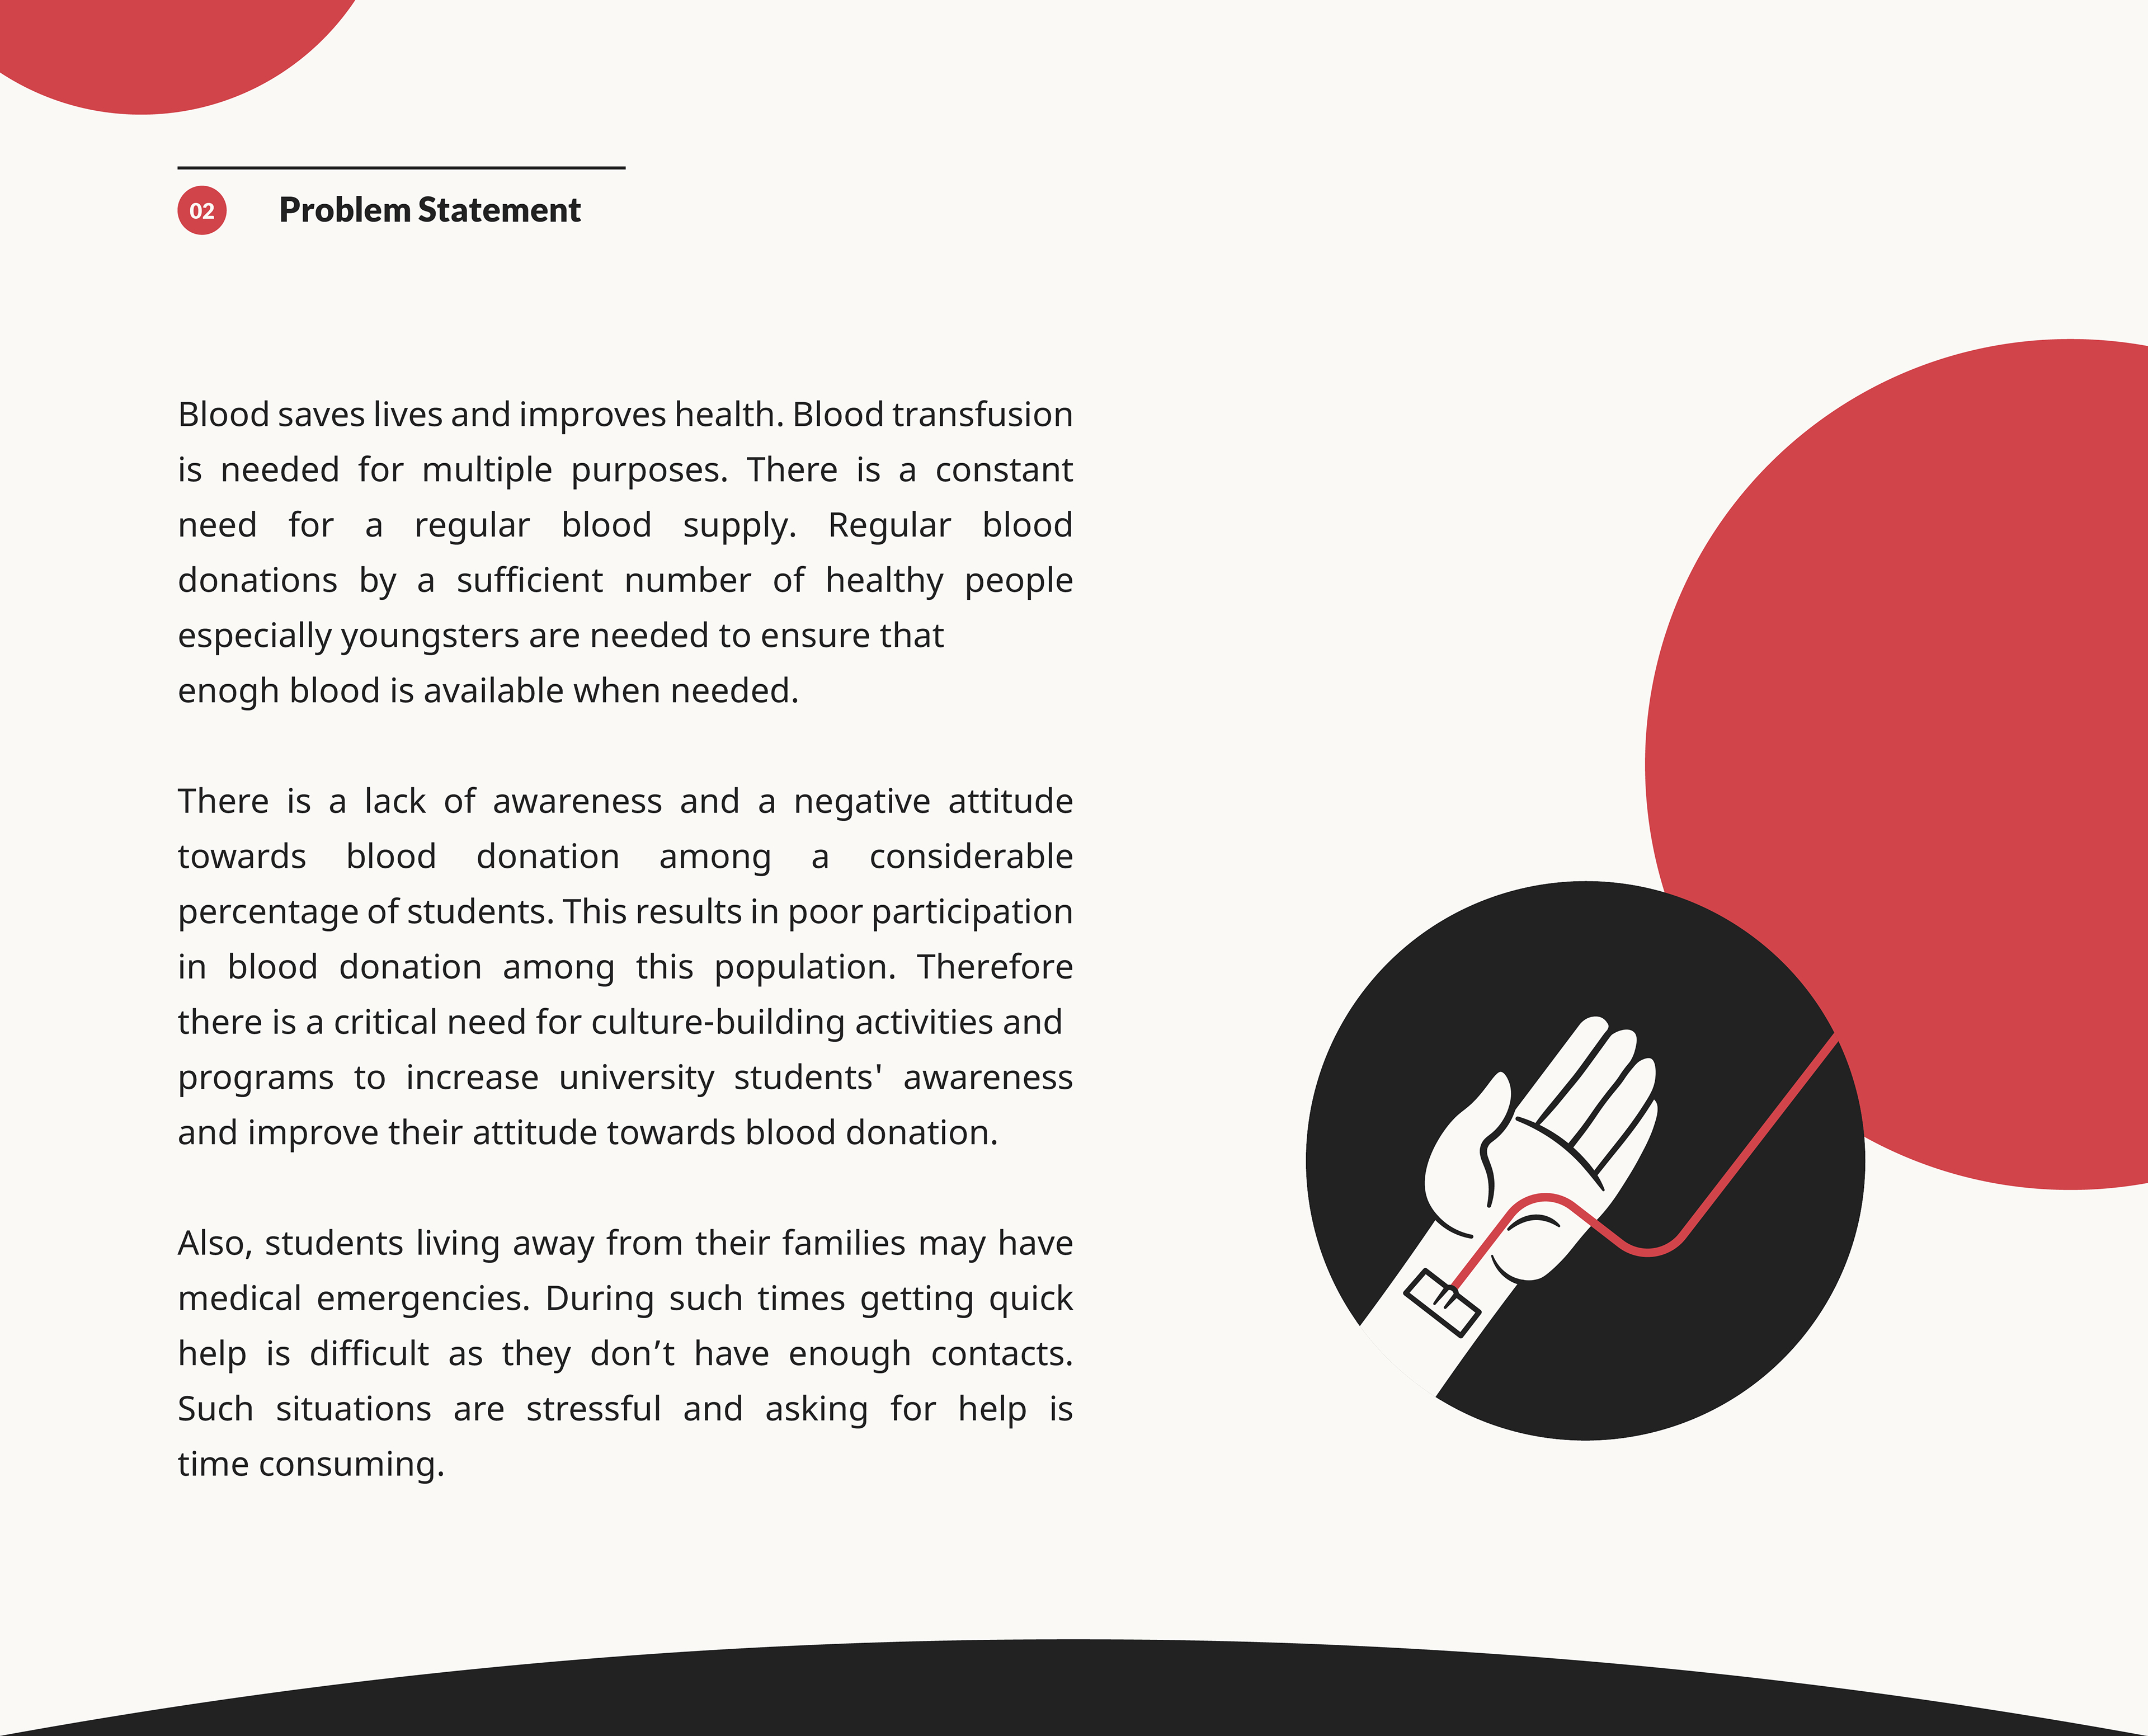 02
Problem Statement
Blood saves lives and improves health. Blood transfusion
is needed for multiple purposes. There is a constant
need for a regular blood supply. Regular blood
donations by a sufficient number of healthy people
especially youngsters are needed to ensure that
enogh blood is available when needed.
There is a lack of awareness and a negative attitude
towards blood donation among a considerable
percentage of students. This results in poor participation
in blood donation among this population. Therefore
there is a critical need for culture-building activities and
programs to increase university students' awareness
and improve their attitude towards blood donation.
Also, students living away from their families may have
medical emergencies. During such times getting quick
help is difficult as they don’t have enough contacts.
Such situations are stressful and asking for help is
time consuming.